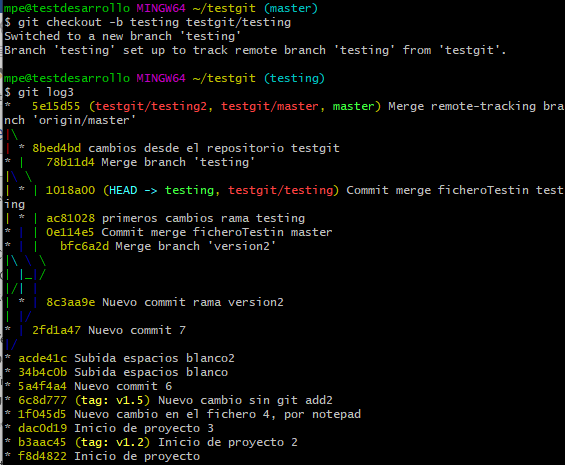 mpe@testdesarrollo MINGW64 ~/testgit (master)
$ git checkout -b testing testgit/testing
Switched to a new branch 'testing'
Branch 'testing' set up to track remote branch 'testing' from 'testgit'.
mpe@testdesarrollo MINGW64 ~/testgit (testing)
$ git log3
*   5e15d55 (testgit/testing2, testgit/master, master) Merge remote-tracking bra
nch 'origin/master'
|\
| * 8bed4bd cambios desde el repositorio testgit
* |   78b11d4 Merge branch 'testing'
|\ \
| * | 1018a00 (HEAD -> testing, testgit/testing) Commit merge ficheroTestin test
ing
| * | ac81028 primeros cambios rama testing
* | | 0e114e5 Commit merge ficheroTestin master
* | |   bfc6a2d Merge branch 'version2'
|\ \ \
| |_|/
|/| |
| * | 8c3aa9e Nuevo commit rama version2
| |/
* | 2fd1a47 Nuevo commit 7
|/
* acde41c Subida espacios blanco2
* 34b4c0b Subida espacios blanco
* 5a4f4a4 Nuevo commit 6
* 6c8d777 (tag: v1.5) Nuevo cambio sin git add2
* 1f045d5 Nuevo cambio en el fichero 4, por notepad
* dac0d19 Inicio de proyecto 3
* b3aac45 (tag: v1.2) Inicio de proyecto 2
* f8d4822 Inicio de proyecto